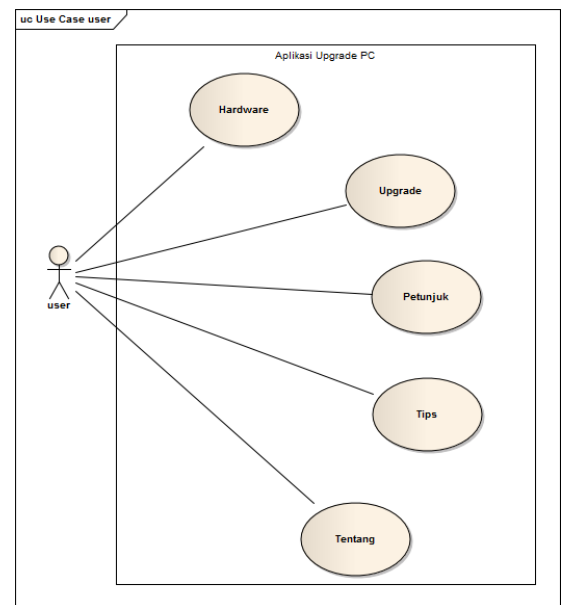 uc Use Case user
Aplikasi Upgrade PC
Hardware
Upgrade
Petunjuk
user
Tips
Tentang